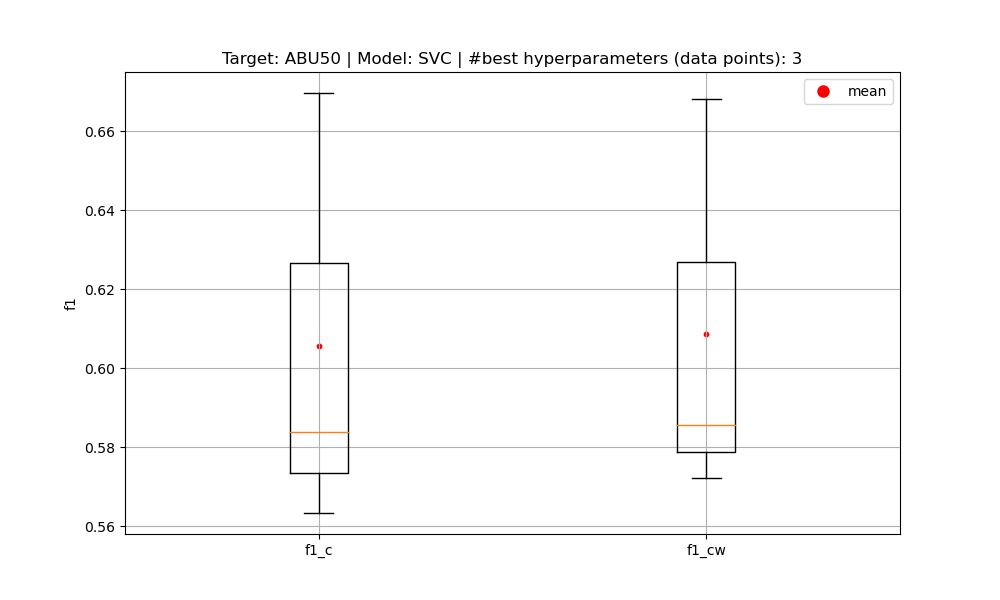 Target: ABU50 | Model: SVC | #best hyperparameters (data points): 3
mean
0.66
0.64
0.62
0.60
0.58
0.56
f1
f1_c
f1_cw